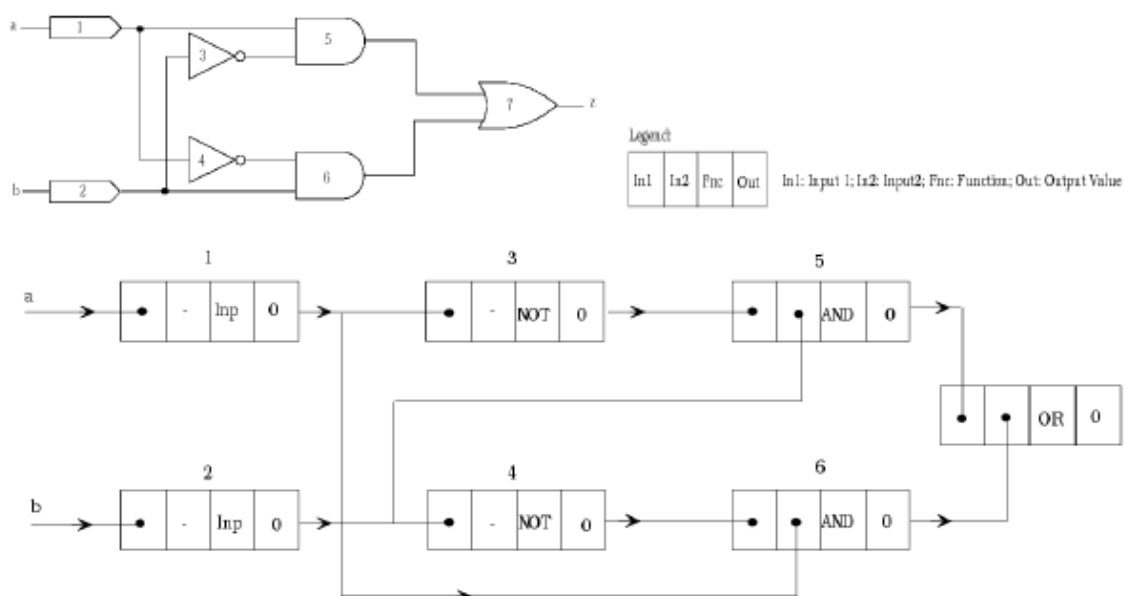 a 1 5
3
7 z
4
6
b 2
Legend:
In1 In2 Fnc Out In1: Input 1; In2: Input2; Fnc: Function; Out: Output Value
1 3 5
a - Inp 0 - NOT 0 AND 0
OR 0
2 4 6
b - Inp 0 - NOT 0 AND 0